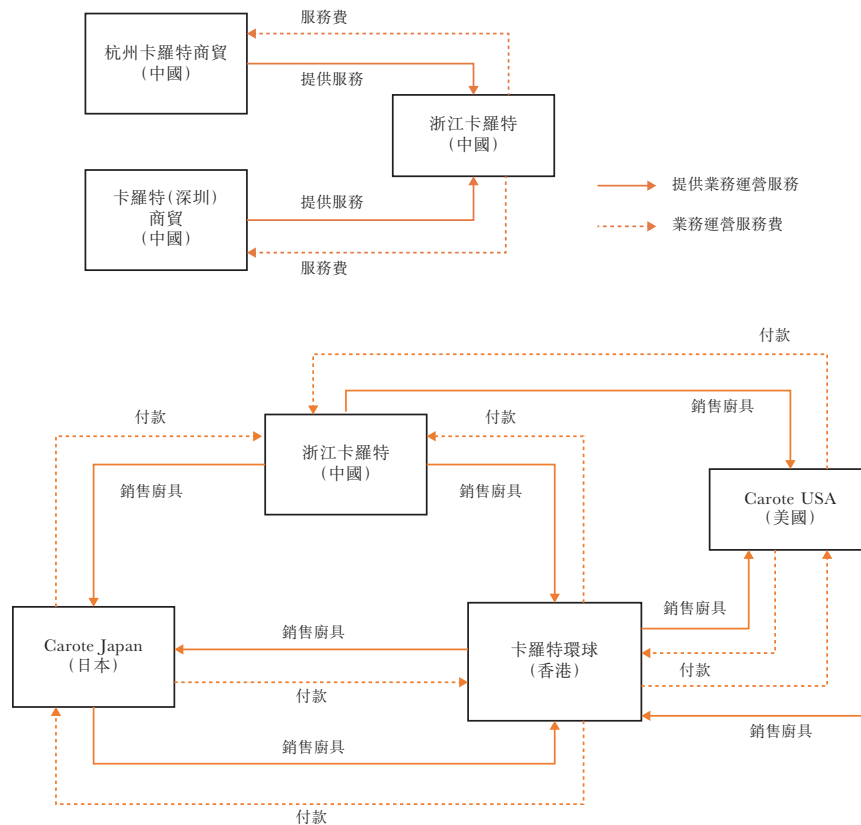 服務費
杭州卡羅特商貿
(中國)
提供服務
浙江卡羅特
(中國)
卡羅特(深圳)
商貿
(中國)
提供服務
服務費
提供業務運營服務
業務運營服務費
付款
銷售廚具
付款
付款
浙江卡羅特
(中國)
銷售廚具
銷售廚具
Carote USA
(美國)
銷售廚具
Carote Japan
(日本)
銷售廚具
卡羅特環球
(香港)
付款
付款
銷售廚具
銷售廚具
付款